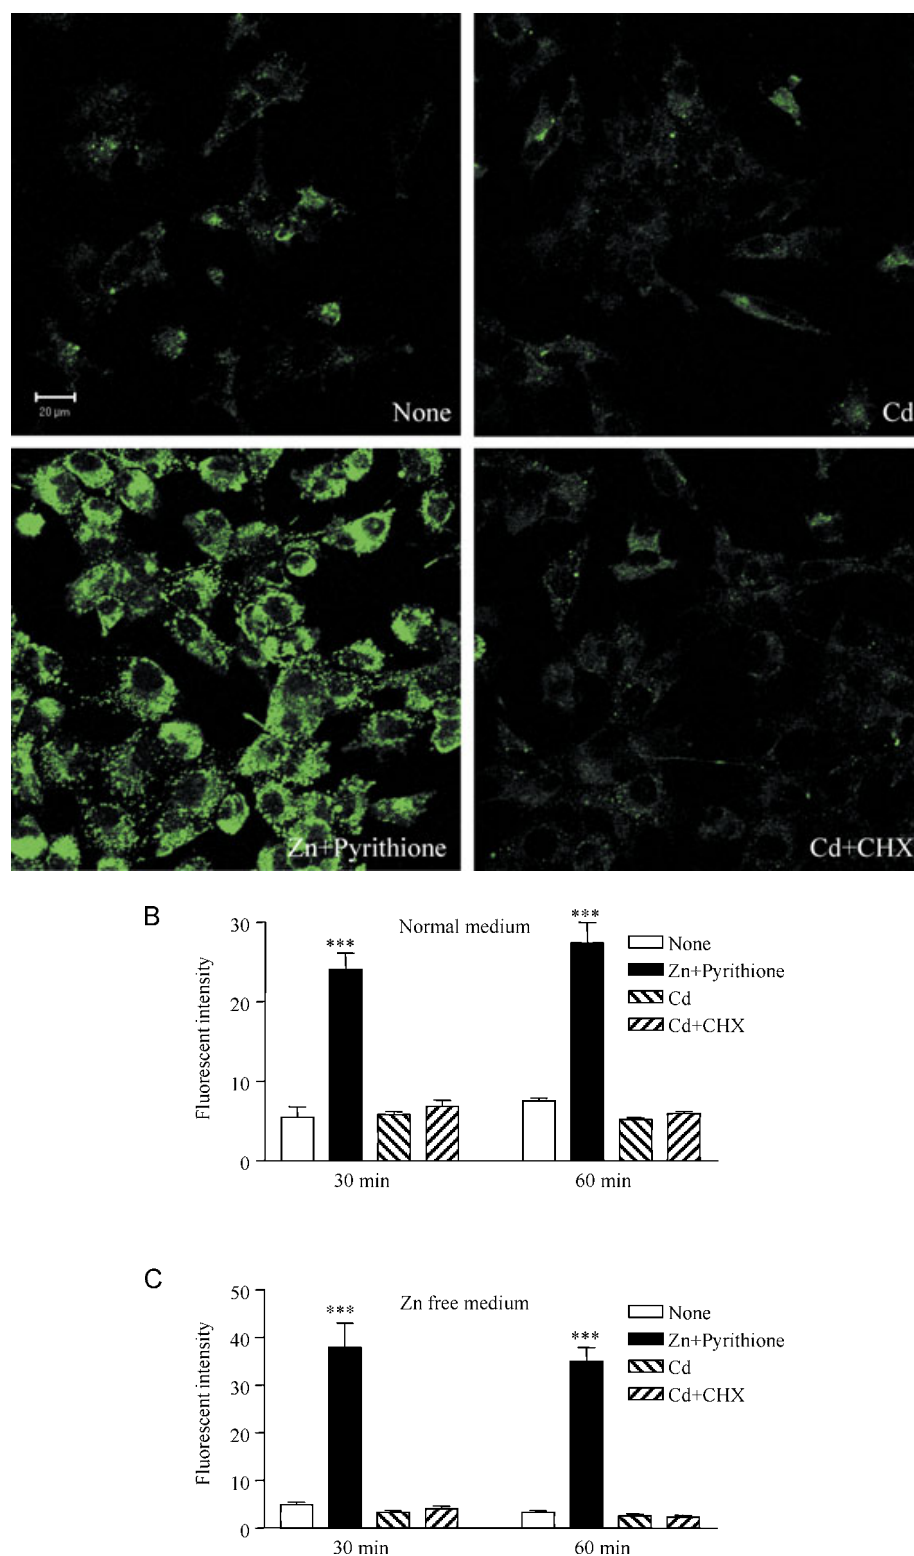 20 µm
None
Cd
Zn+Pyrithione
Cd+CHX
B
Normal medium
Fluorescent intensity
30
20
10
0
***
***
30 min
60 min
None
Zn+Pyrithione
Cd
Cd+CHX
C
Zn free medium
Fluorescent intensity
50
40
30
20
10
0
***
***
30 min
60 min
None
Zn+Pyrithione
Cd
Cd+CHX